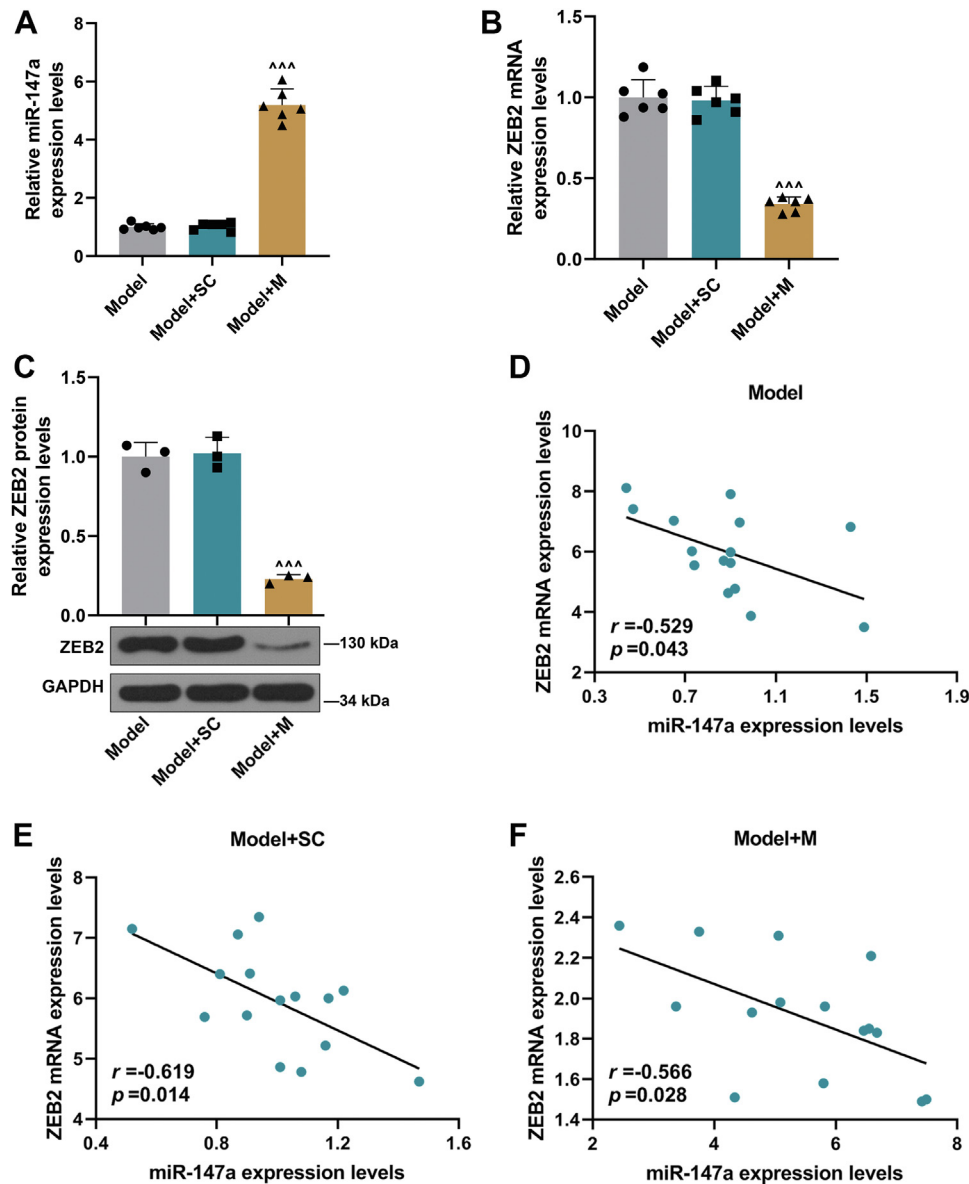 A
Relative miR-147a
expression levels
8
6
4
2
0
^^^
Model
Model+SC
Model+M
B
Relative ZEB2 mRNA
expression levels
1.5
1.0
0.5
0.0
^^^
Model
Model+SC
Model+M
C
Relative ZEB2 protein
expression levels
1.5
1.0
0.5
0.0
^^^
ZEB2
130 kDa
GAPDH
34 kDa
Model
Model+SC
Model+M
D
Model
ZEB2 mRNA expression levels
10
8
6
4
2
r=-0.529
p=0.043
0.3 0.7 1.1 1.5 1.9
miR-147a expression levels
E
Model+SC
ZEB2 mRNA expression levels
8
7
6
5
4
r=-0.619
p=0.014
0.4 0.8 1.2 1.6
miR-147a expression levels
F
Model+M
ZEB2 mRNA expression levels
2.6
2.4
2.2
2.0
1.8
1.6
1.4
r=-0.566
p=0.028
2 4 6 8
miR-147a expression levels